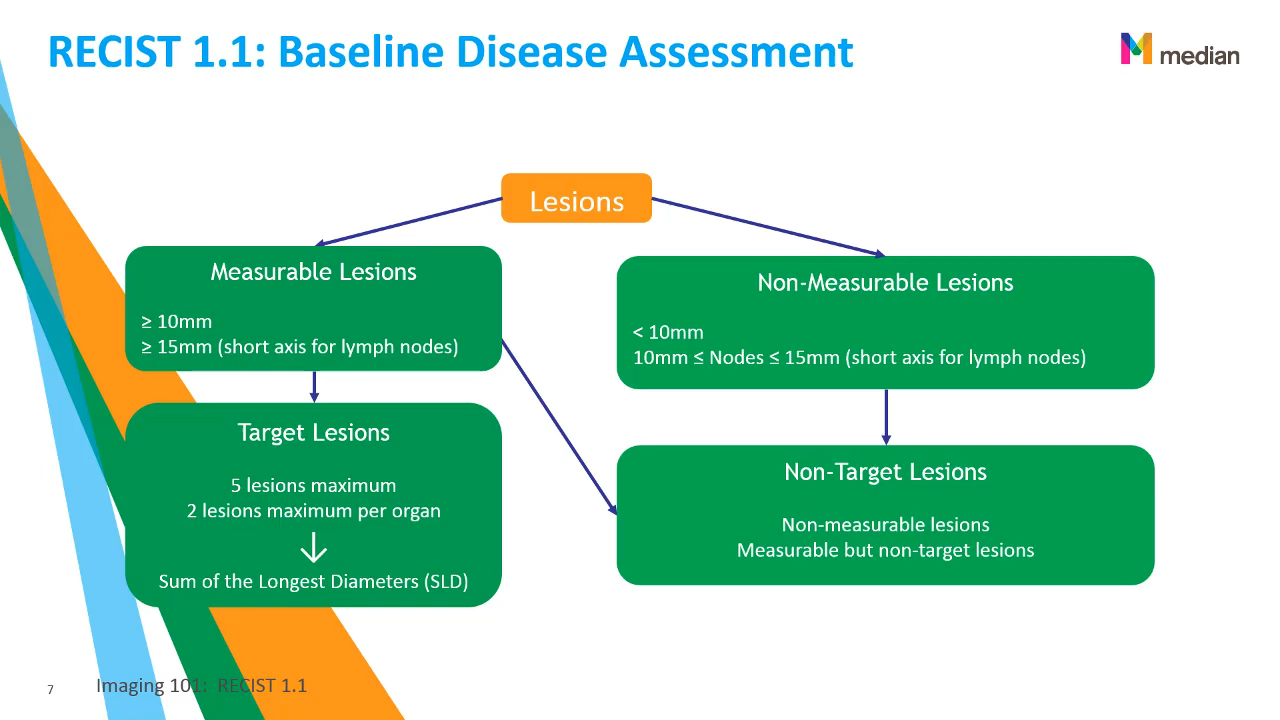 RECIST 1.1: Baseline Disease Assessment
median
Lesions
Measurable Lesions
≥ 10mm
≥ 15mm (short axis for lymph nodes)
Non-Measurable Lesions
< 10mm
10mm ≤ Nodes ≤ 15mm (short axis for lymph nodes)
Target Lesions
5 lesions maximum
2 lesions maximum per organ
Sum of the Longest Diameters (SLD)
Non-Target Lesions
Non-measurable lesions
Measurable but non-target lesions
7
Imaging 101: RECIST 1.1